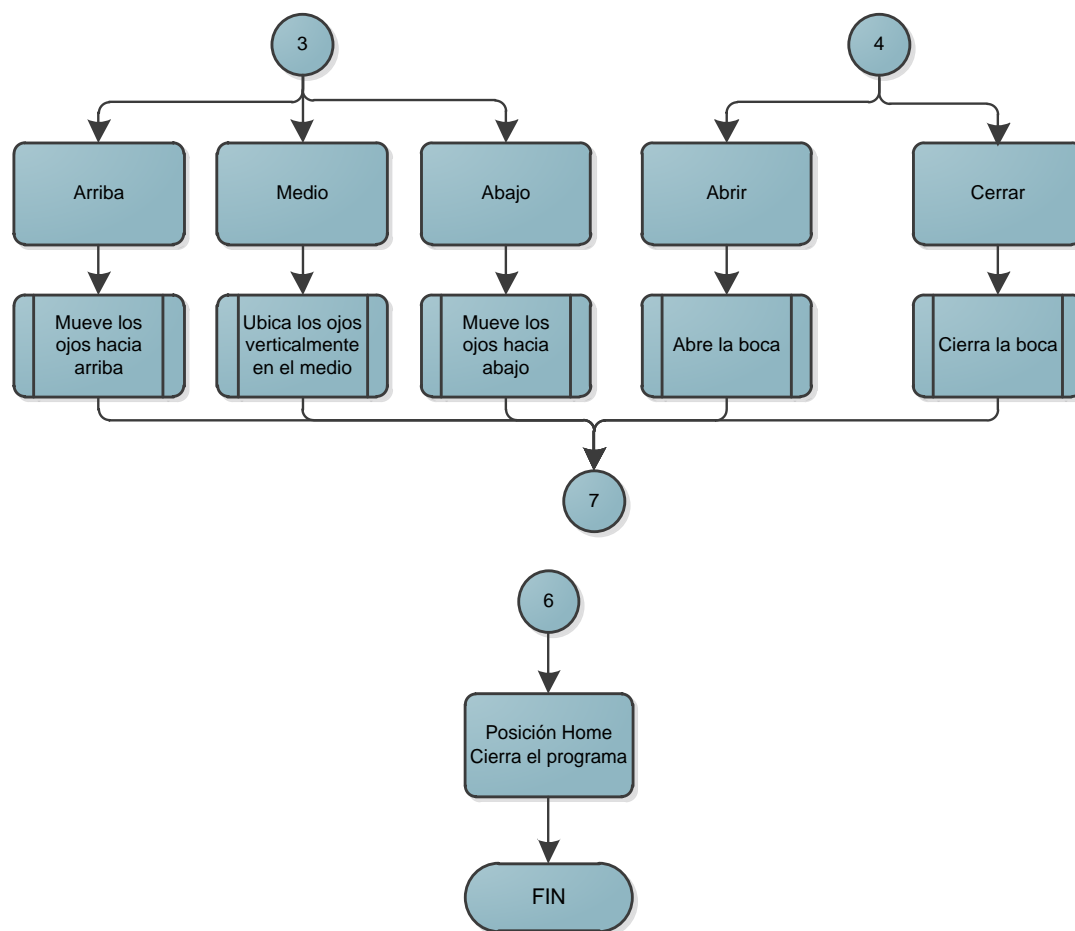 3
4
Arriba
Medio
Abajo
Abrir
Cerrar
Mueve los
ojos hacia
arriba
Ubica los ojos
verticalmente
en el medio
Mueve los
ojos hacia
abajo
Abre la boca
Cierra la boca
7
6
Posición Home
Cierra el programa
FIN